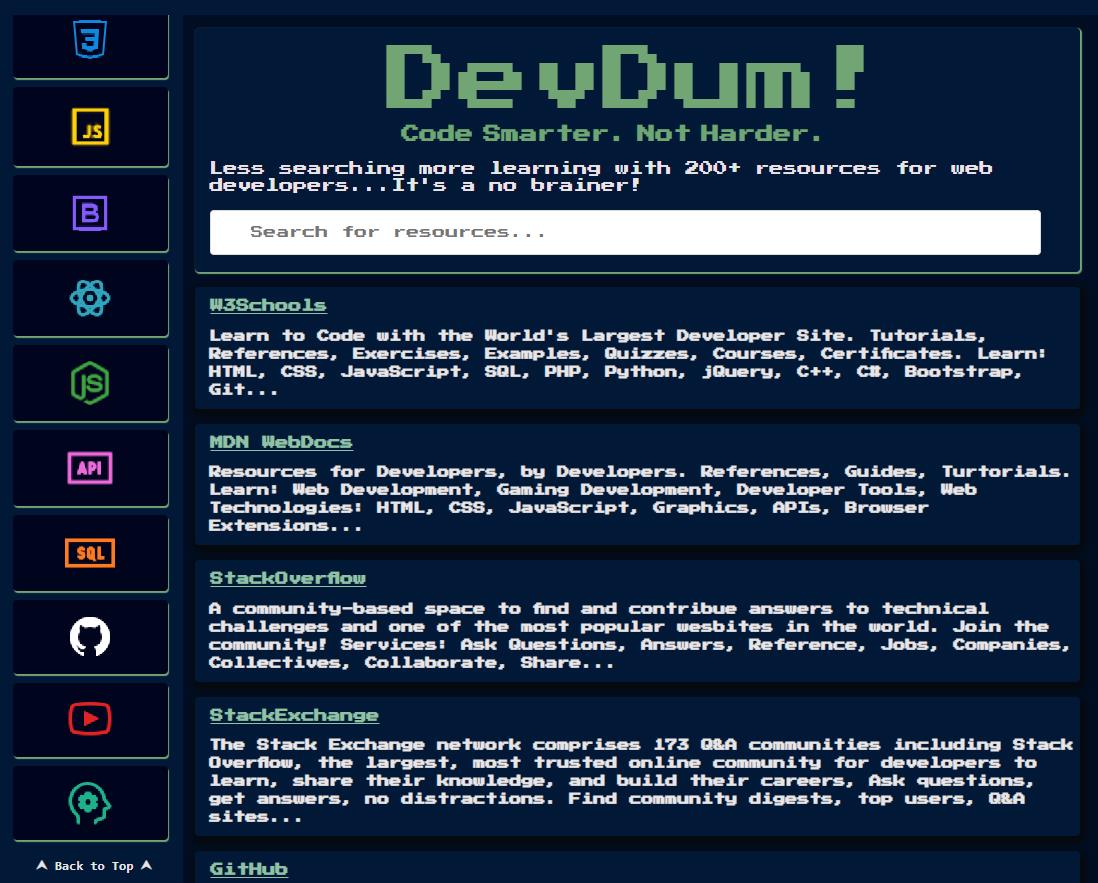 JS
B
JS
API
SQL
Back to Top
DevDum!
Code Smarter. Not Harder.
Less searching more learning with 200+ resources for web
developers...It's a no brainer!
Search for resources...
W3Schools
Learn to Code with the World's Largest Developer Site. Tutorials,
References, Exercises, Examples, Quizzes, Courses, Certificates. Learn:
HTML, CSS, JavaScript, SQL, PHP, Python, jQuery, C++, C#, Bootstrap,
Git...
MDN WebDocs
Resources for Developers, by Developers. References, Guides, Turtorials.
Learn: Web Development, Gaming Development, Developer Tools, Web
Technologies: HTML, CSS, JavaScript, Graphics, APIs, Browser
Extensions...
StackOverflow
A community-based space to find and contribue answers to technical
challenges and one of the most popular wesbites in the world. Join the
community! Services: Ask Questions, Answers, Reference, Jobs, Companies,
Collectives, Collaborate, Share...
StackExchange
The Stack Exchange network comprises 173 Q&A communities including Stack
Overflow, the largest, most trusted online community for developers to
learn, share their knowledge, and build their careers, Ask questions,
get answers, no distractions. Find community digests, top users, Q&A
sites...
GitHub